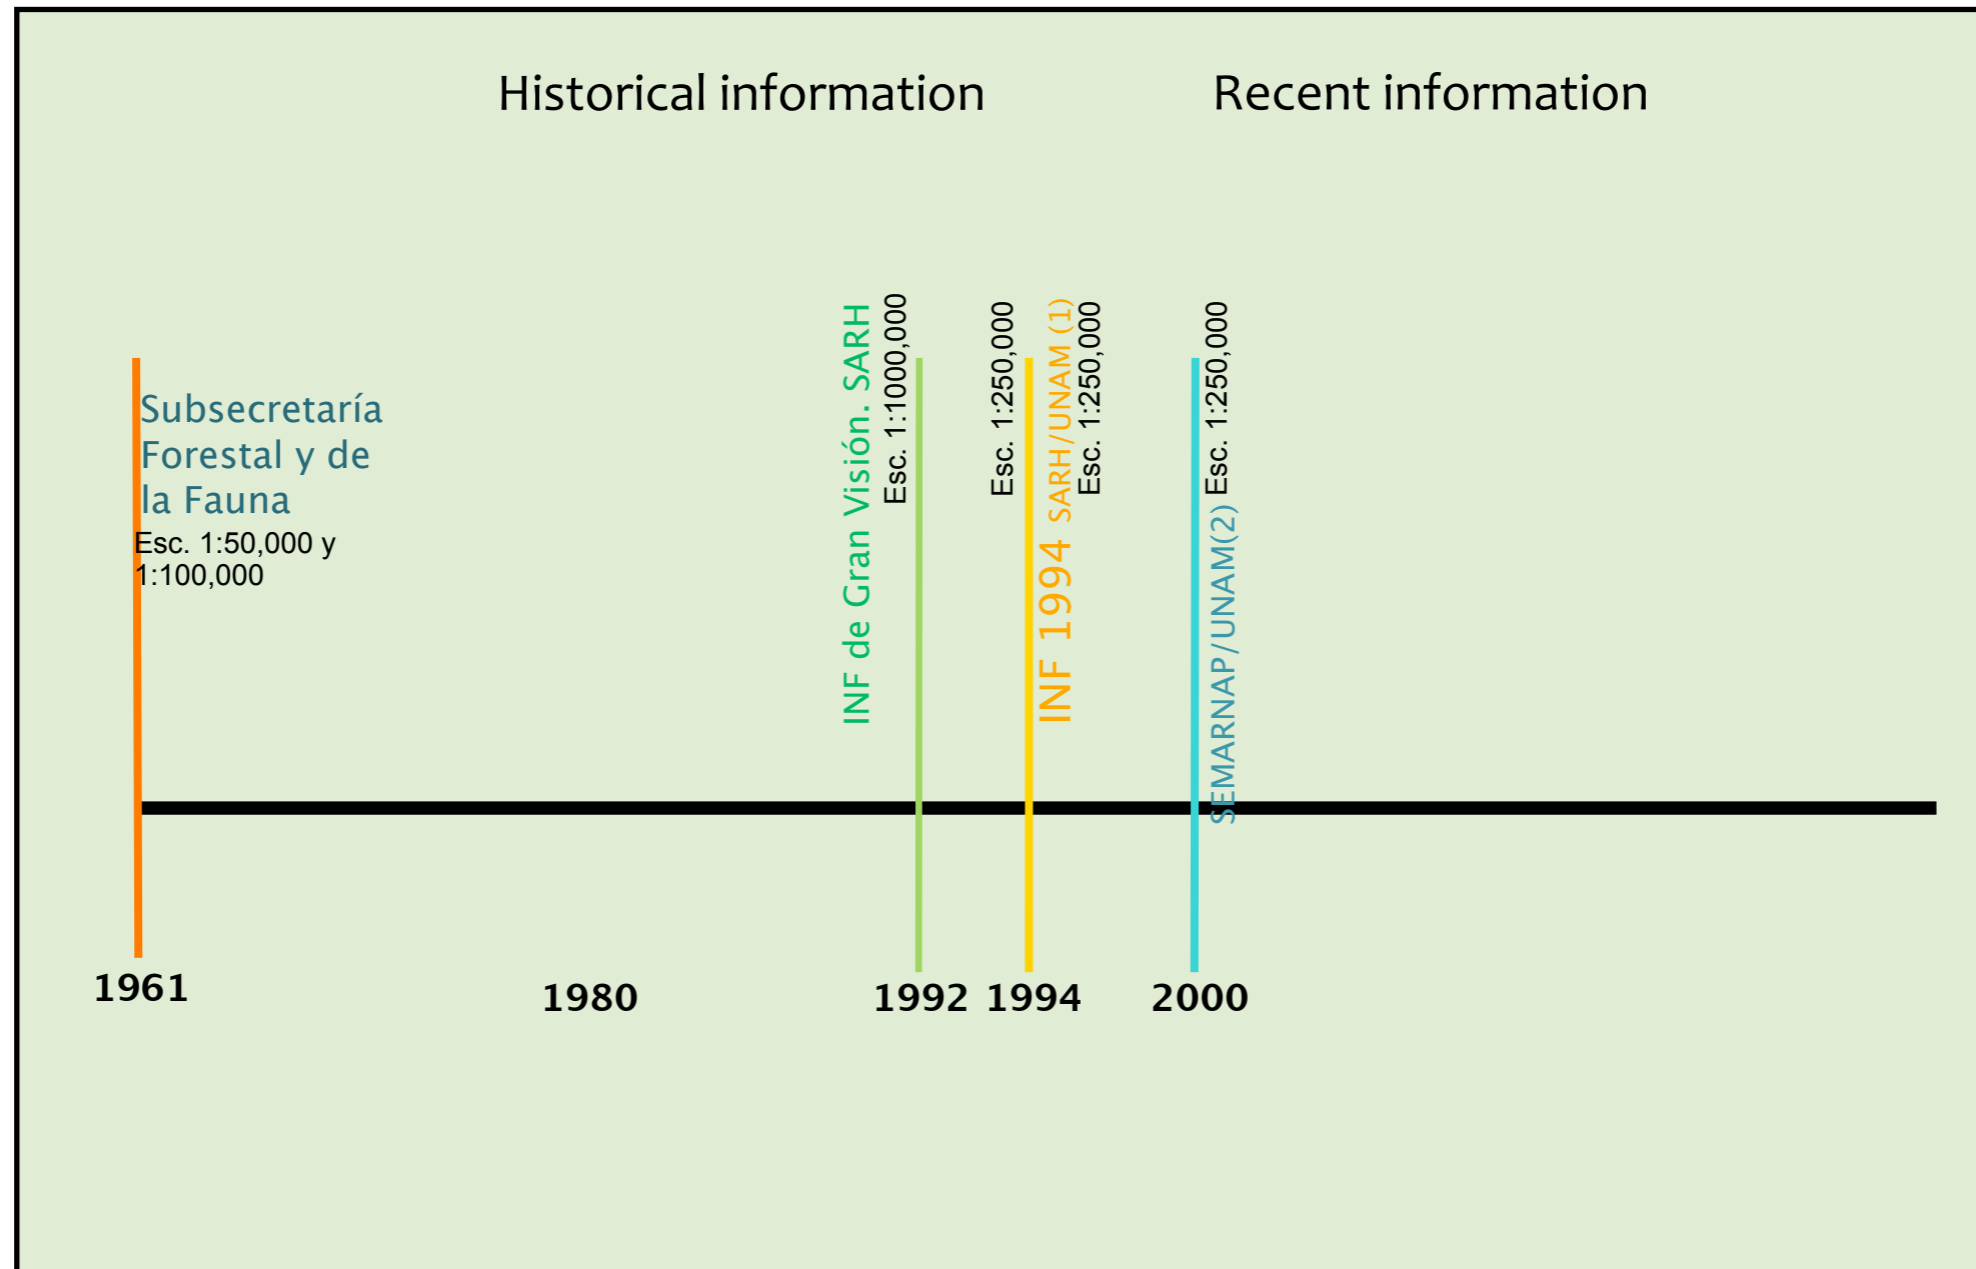 Historical information
Recent information
Subsecretaría
Forestal y de
la Fauna
Esc. 1:50,000 y
1:100,000
INF de Gran Visión. SARH
Esc. 1:1000,000
Esc. 1:250,000
INF 1994 SARH/UNAM (1)
Esc. 1:250,000
Esc. 1:250,000
SEMARNAP/UNAM(2)
1961
1980
1992
1994
2000